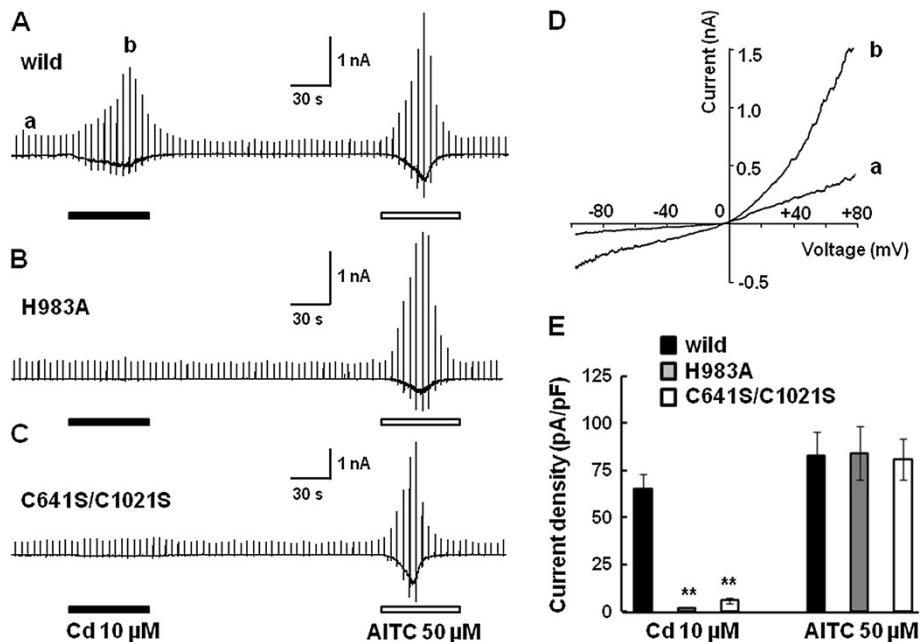 A
wild
a
b
1 nA
30 s
B
H983A
1 nA
30 s
C
C641S/C1021S
1 nA
30 s
Cd 10 µM
AITC 50 µM
D
Current (nA)
1.5
1.0
0.5
-0.5
b
a
-80
-40
0
+40
+80
Voltage (mV)
E
wild
H983A
C641S/C1021S
Current density (pA/pF)
125
100
75
50
25
0
**
**
Cd 10 µM
AITC 50 µM